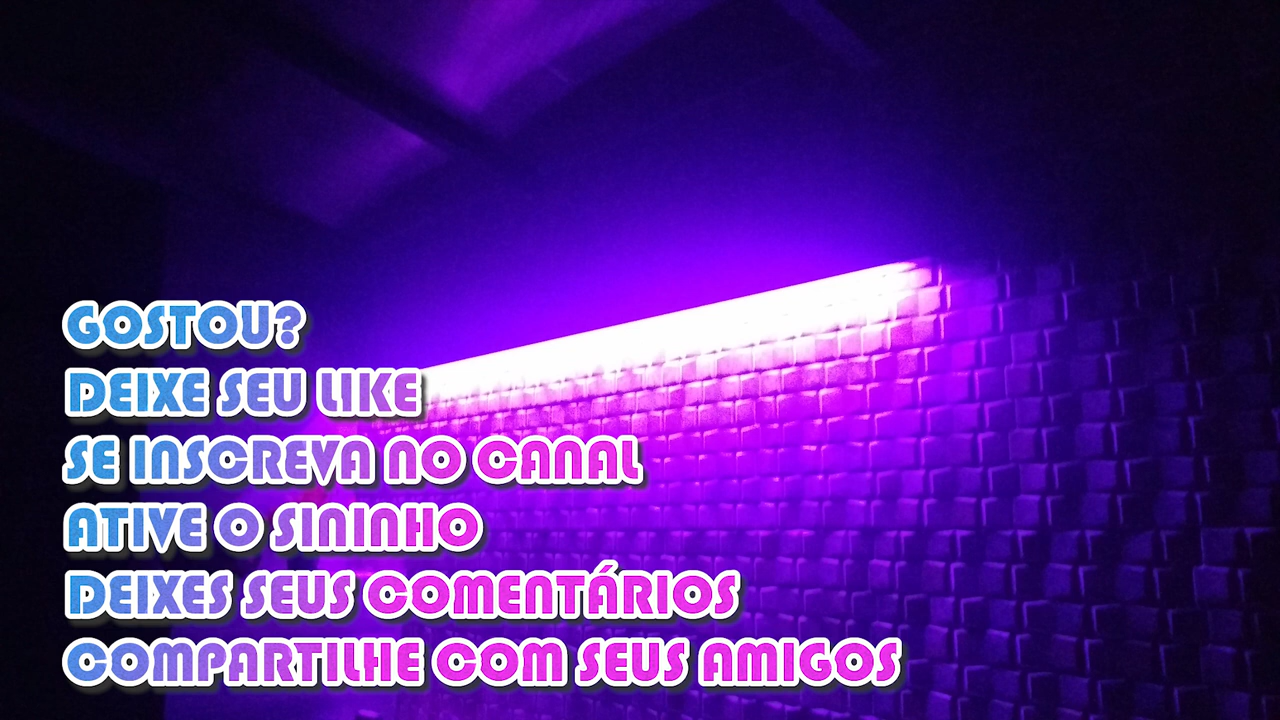 GOSTOU?
DEIXE SEU LIKE
SE INSCREVA NO CANAL
ATIVE O SININHO
DEIXES SEUS COMENTÁRIOS
COMPARTILHE COM SEUS AMIGOS